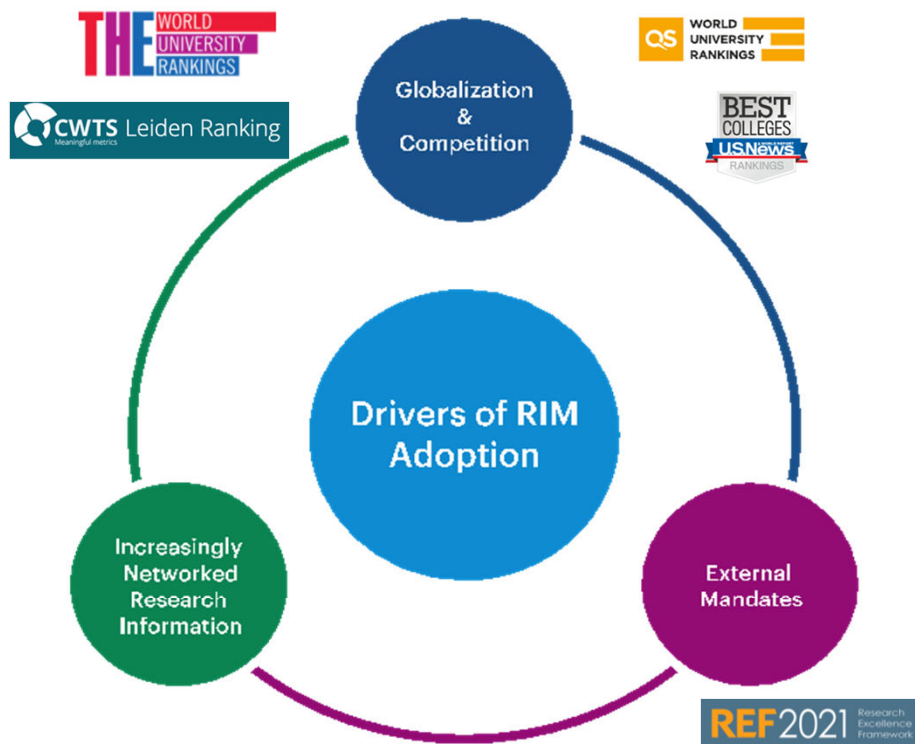 THE WORLD
UNIVERSITY
RANKINGS
QS WORLD
UNIVERSITY
RANKINGS
CWTS Leiden Ranking
Meaningful metrics
BEST
COLLEGES
U.S.News
RANKINGS
Globalization
&
Competition
Drivers of RIM
Adoption
Increasingly
Networked
Research
Information
External
Mandates
REF2021 Research
Excellence
Framework